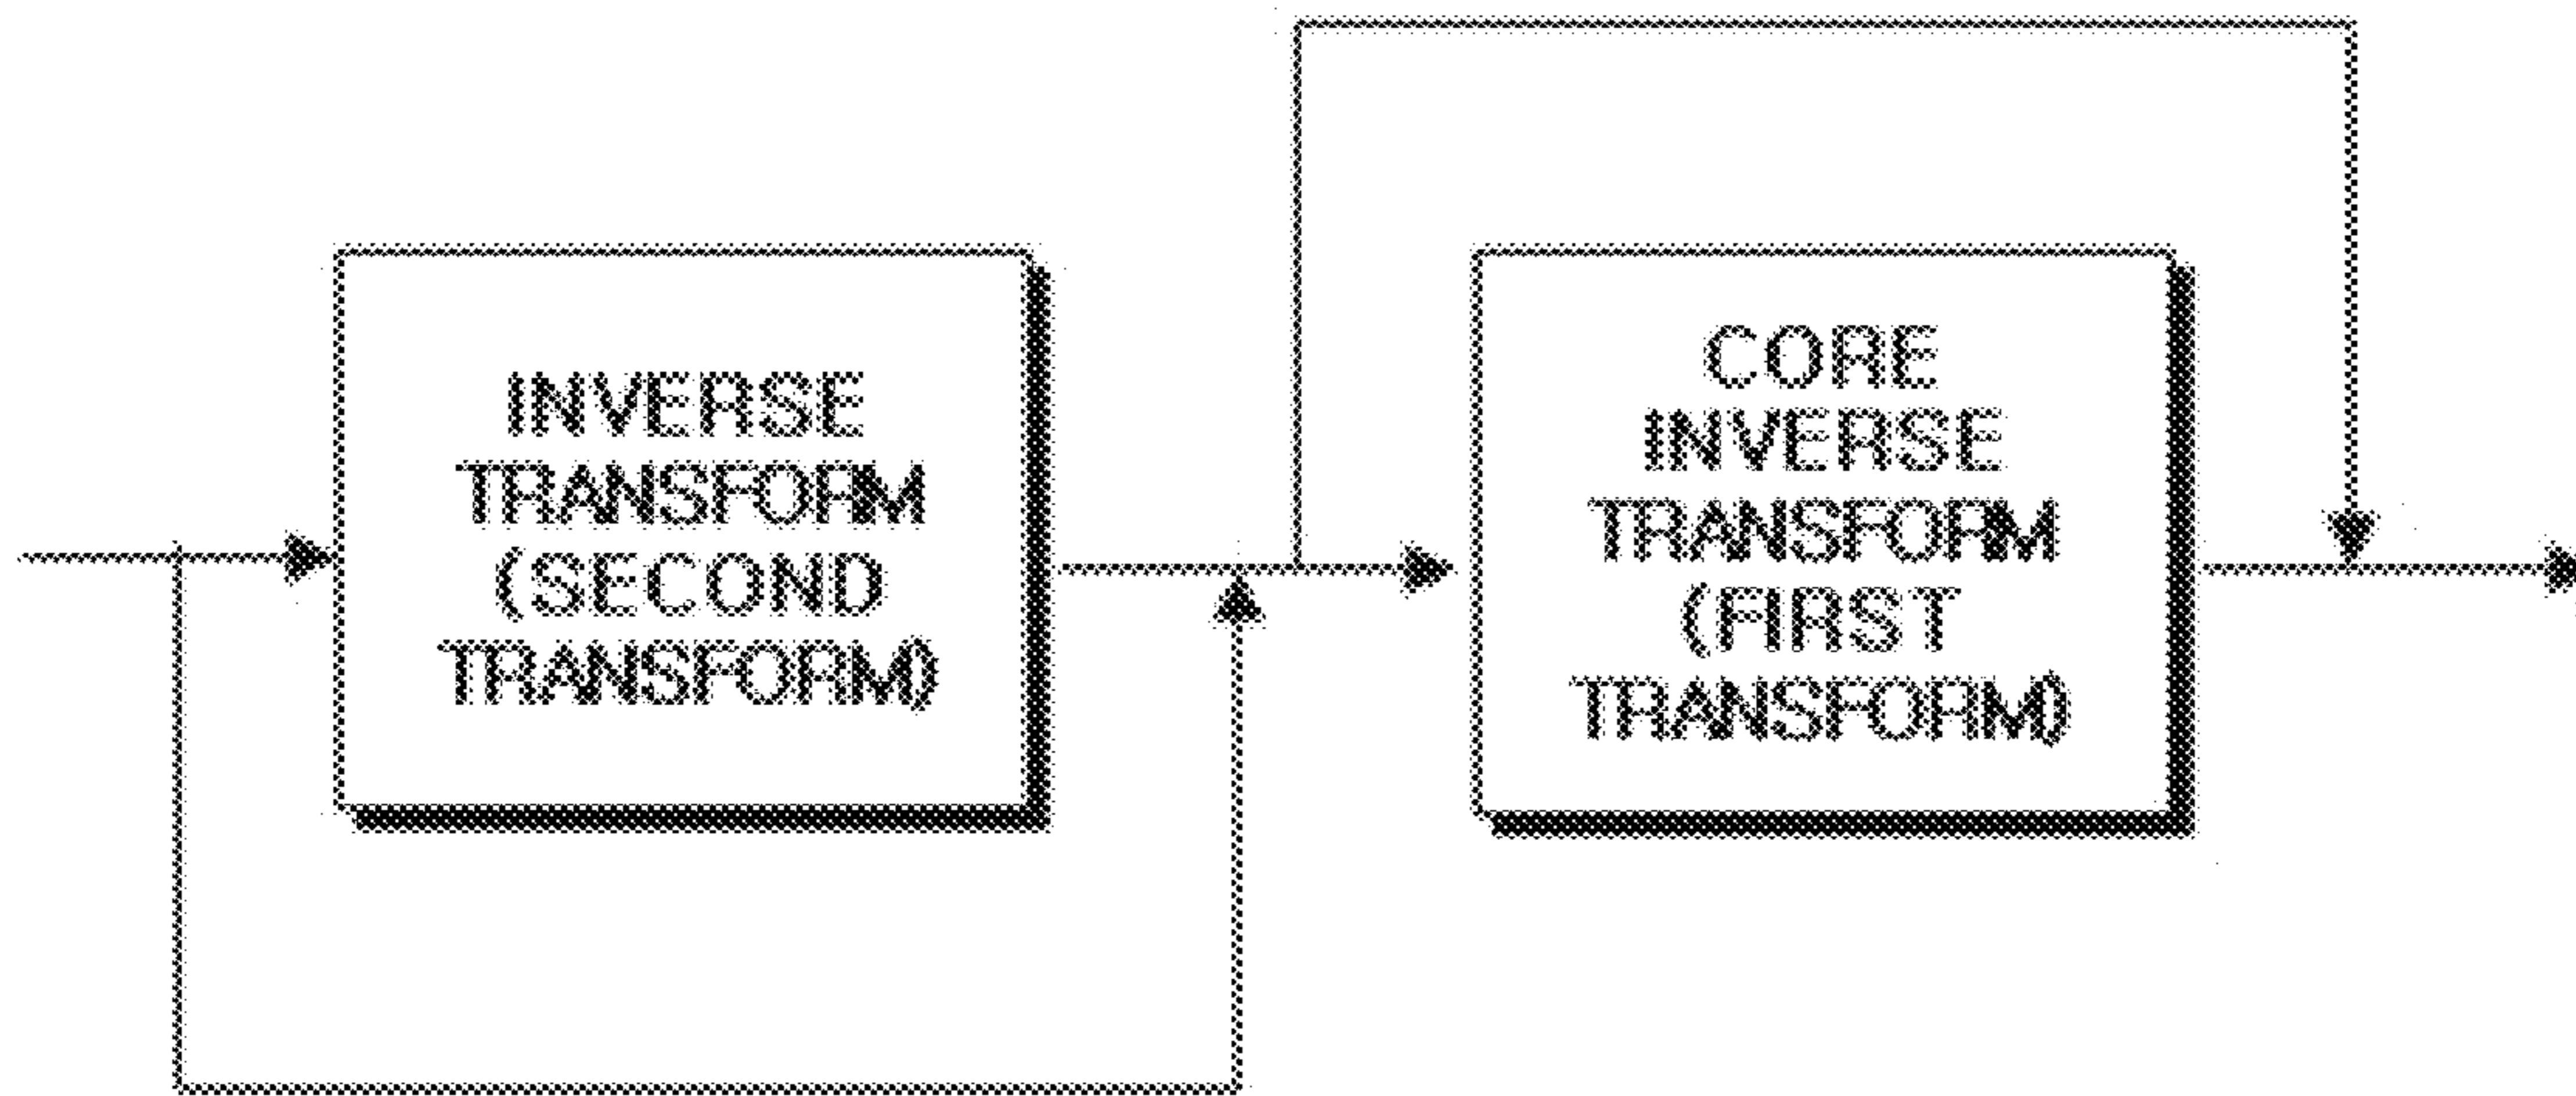 INVERSE
TRANSFORM
(SECOND
TRANSFORM)
CORE
INVERSE
TRANSFORM
(FIRST
TRANSFORM)